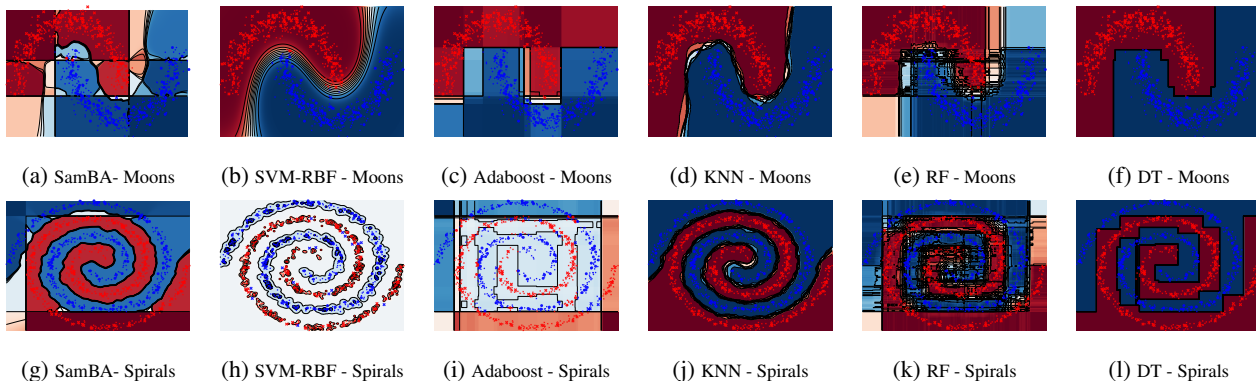 (a) SamBA- Moons
(b) SVM-RBF - Moons
(c) Adaboost - Moons
(d) KNN - Moons
(e) RF - Moons
(f) DT - Moons
(g) SamBA- Spirals
(h) SVM-RBF - Spirals
(i) Adaboost - Spirals
(j) KNN - Spirals
(k) RF - Spirals
(l) DT - Spirals